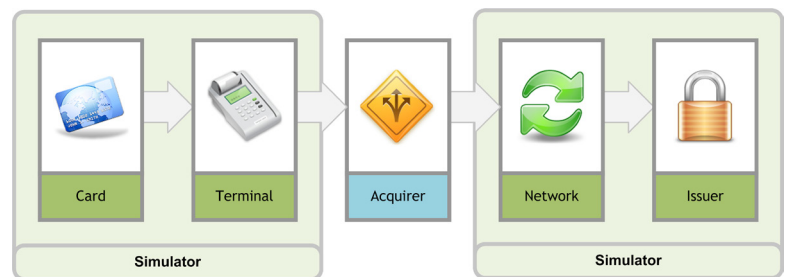 Card
Terminal
Acquirer
Network
Issuer
Simulator
Simulator